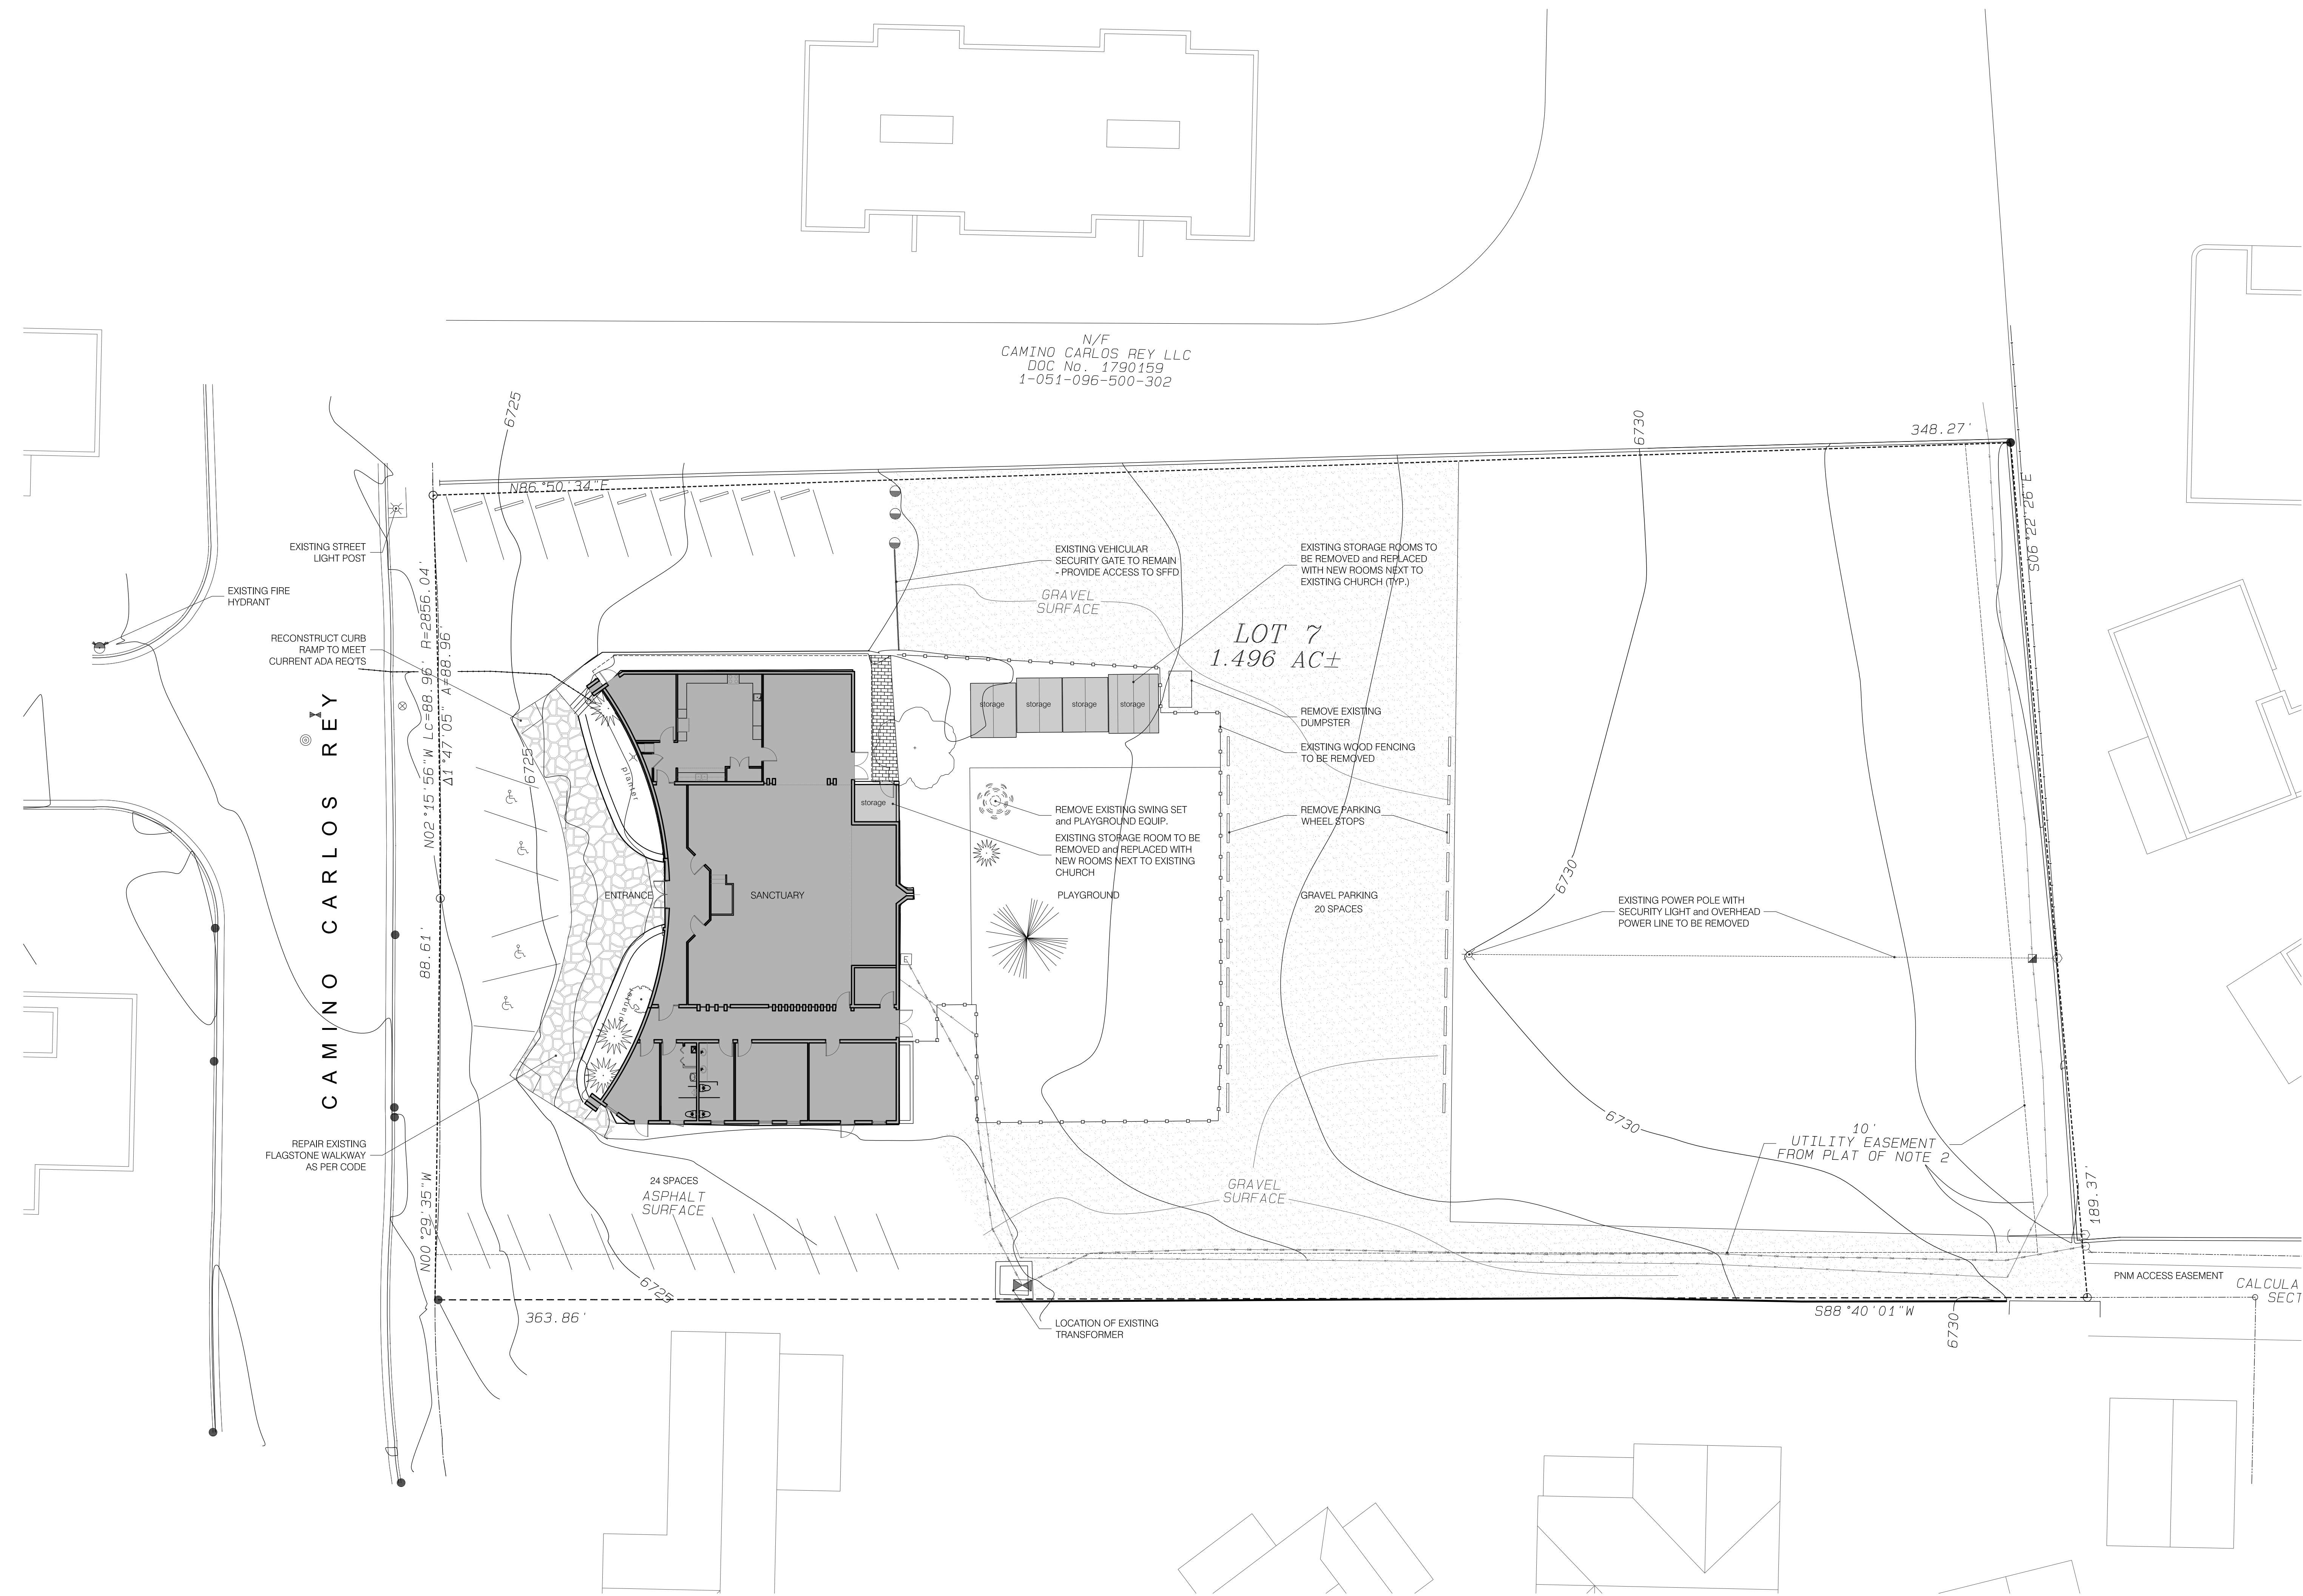 N/F
CAMINO CARLOS REY LLC
DOC No. 1790159
1-051-096-500-302
6725
6730
348.27'
N86°50'34"E
S06°22'26"E
EXISTING STREET
LIGHT POST
EXISTING FIRE
HYDRANT
RECONSTRUCT CURB
RAMP TO MEET
CURRENT ADA REQ'TS
CAMINO CARLOS REY
N02°15'56"W Lc=88.96' R=2856.04'
Δ1°47'05" A=88.96'
88.61'
N00°29'35"W
EXISTING VEHICULAR
SECURITY GATE TO REMAIN
- PROVIDE ACCESS TO SFFD
EXISTING STORAGE ROOMS TO
BE REMOVED and REPLACED
WITH NEW ROOMS NEXT TO
EXISTING CHURCH (TYP.)
GRAVEL
SURFACE
LOT 7
1.496 AC±
storage
storage
storage
storage
REMOVE EXISTING
DUMPSTER
EXISTING WOOD FENCING
TO BE REMOVED
6725
planter
storage
REMOVE EXISTING SWING SET
and PLAYGROUND EQUIP.
REMOVE PARKING
WHEEL STOPS
EXISTING STORAGE ROOM TO BE
REMOVED and REPLACED WITH
NEW ROOMS NEXT TO EXISTING
CHURCH
ENTRANCE
SANCTUARY
PLAYGROUND
GRAVEL PARKING
20 SPACES
6730
EXISTING POWER POLE WITH
SECURITY LIGHT and OVERHEAD
POWER LINE TO BE REMOVED
E
planter
6730
10'
UTILITY EASEMENT
FROM PLAT OF NOTE 2
REPAIR EXISTING
FLAGSTONE WALKWAY
AS PER CODE
24 SPACES
ASPHALT
SURFACE
GRAVEL
SURFACE
189.37'
6725
PNM ACCESS EASEMENT
CALCULA
SECT
363.86'
S88°40'01"W
6730
LOCATION OF EXISTING
TRANSFORMER